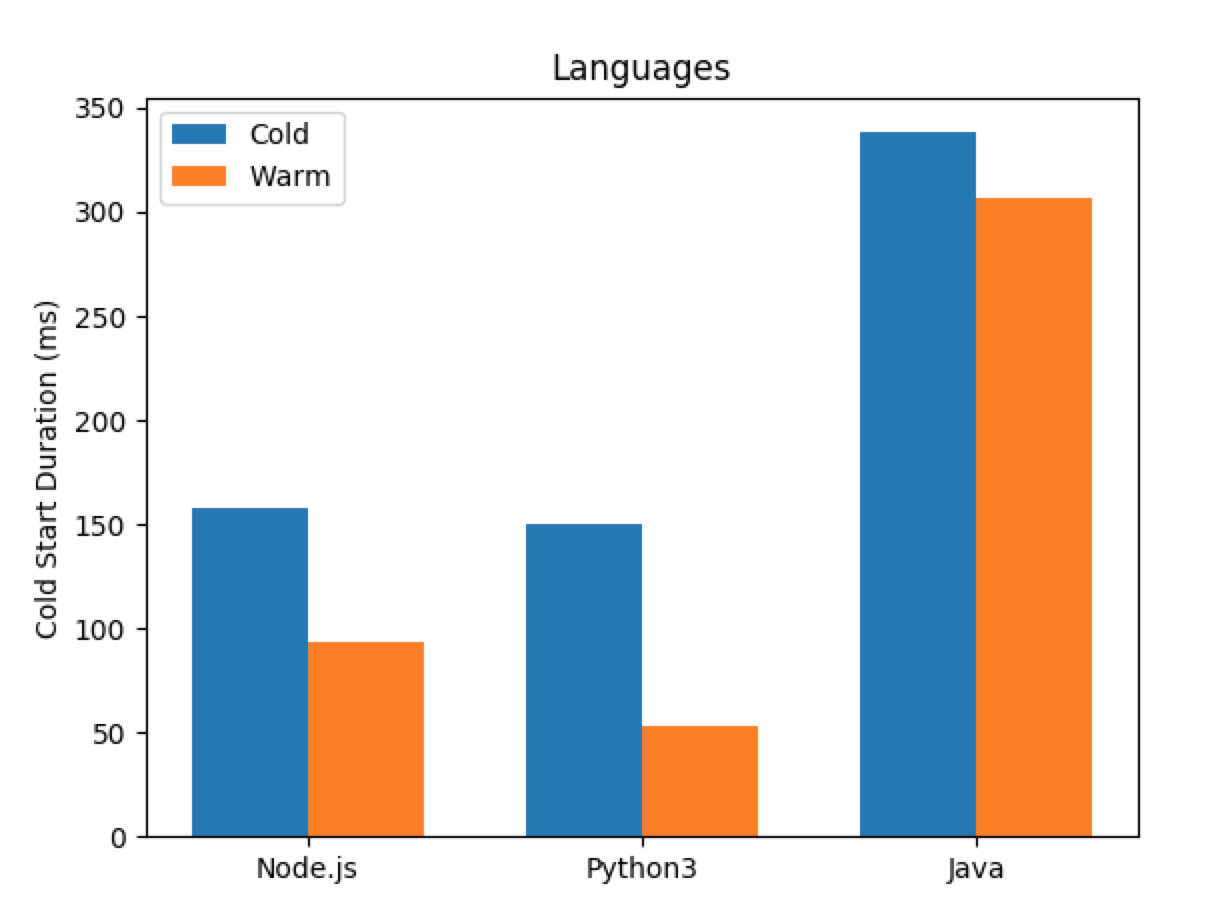 Languages
Cold
Warm
Cold Start Duration (ms)
350
300
250
200
150
100
50
0
Node.js
Python3
Java